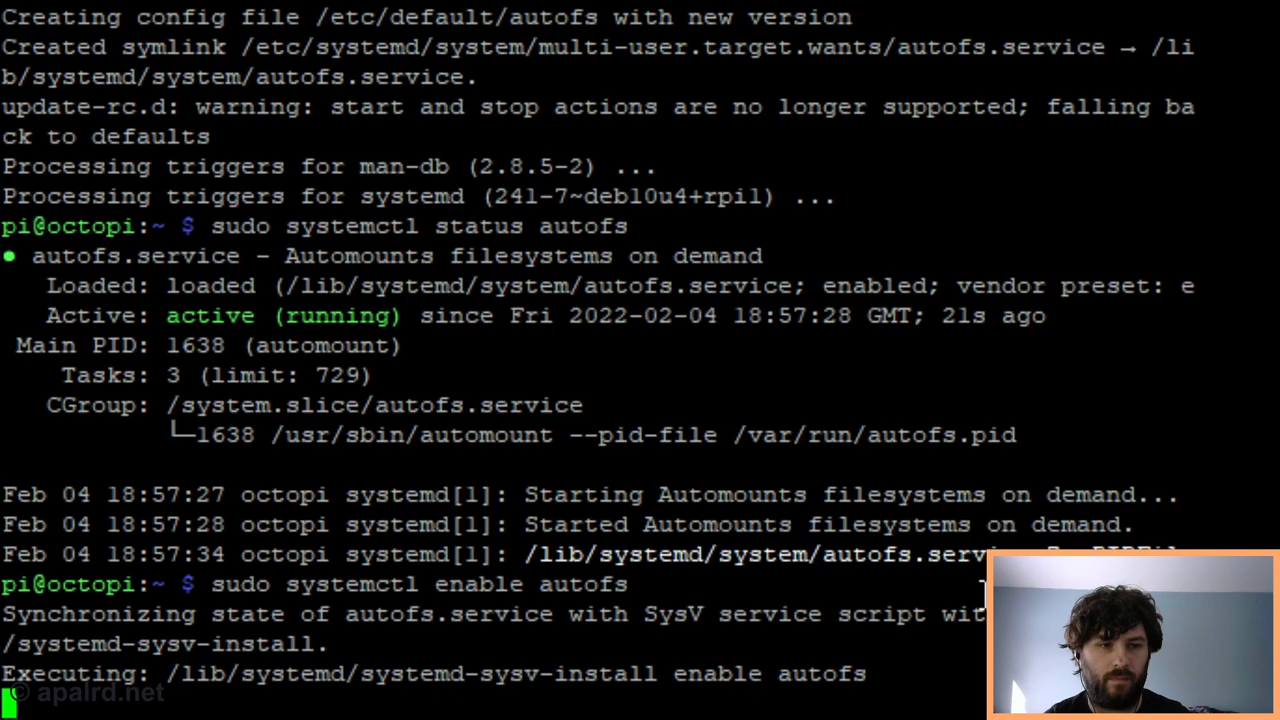 Creating config file /etc/default/autofs with new version
Created symlink /etc/systemd/system/multi-user.target.wants/autofs.service → /li
b/systemd/system/autofs.service.
update-rc.d: warning: start and stop actions are no longer supported; falling ba
ck to defaults
Processing triggers for man-db (2.8.5-2) ...
Processing triggers for systemd (241-7~deb10u4+rpi1) ...
pi@octopi:~ $ sudo systemctl status autofs
● autofs.service - Automounts filesystems on demand
Loaded: loaded (/lib/systemd/system/autofs.service; enabled; vendor preset: e
Active: active (running) since Fri 2022-02-04 18:57:28 GMT; 21s ago
Main PID: 1638 (automount)
Tasks: 3 (limit: 729)
CGroup: /system.slice/autofs.service
└─1638 /usr/sbin/automount --pid-file /var/run/autofs.pid
Feb 04 18:57:27 octopi systemd[1]: Starting Automounts filesystems on demand...
Feb 04 18:57:28 octopi systemd[1]: Started Automounts filesystems on demand.
Feb 04 18:57:34 octopi systemd[1]: /lib/systemd/system/autofs.serv
pi@octopi:~ $ sudo systemctl enable autofs
Synchronizing state of autofs.service with SysV service script wit
/systemd-sysv-install.
Executing: /lib/systemd/systemd-sysv-install enable autofs
© apalrd.net